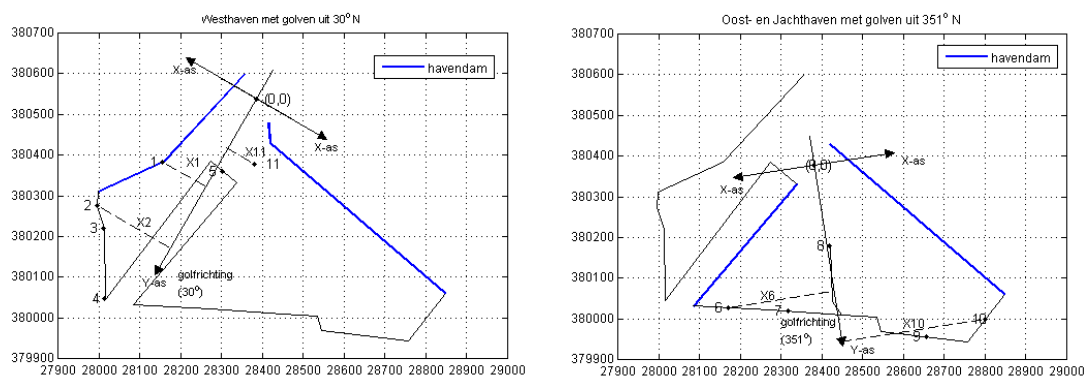 Westhaven met golven uit 30° N
380700
380600
380500
380400
380300
380200
380100
380000
379900
27900 28000 28100 28200 28300 28400 28500 28600 28700 28800 28900
havendam
X-as
(0,0)
X-as
1
X1
X11
5
11
2
X2
3
4
Y-as
golfrichting
(30°)
Oost- en Jachthaven met golven uit 351° N
380700
380600
380500
380400
380300
380200
380100
380000
379900
27900 28000 28100 28200 28300 28400 28500 28600 28700 28800 28900 29000
havendam
(0,0)
X-as
X-as
8
X6
6
7
golfrichting
(351°)
X10
10
9
Y-as